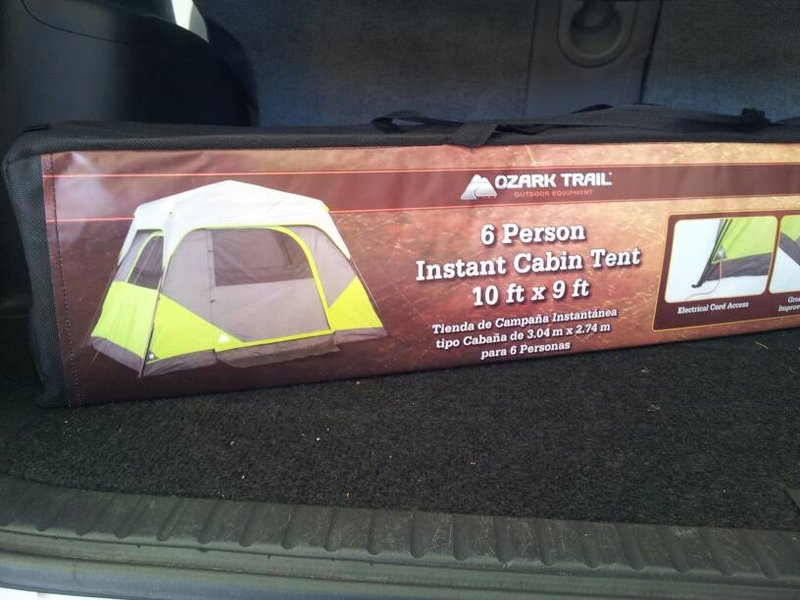 OZARK TRAIL
OUTDOOR EQUIPMENT
6 Person
Instant Cabin Tent
10 ft x 9 ft
Tienda de Campaña Instantánea
tipo Cabaña de 3.04 m x 2.74 m
para 6 Personas
Electrical Cord Access